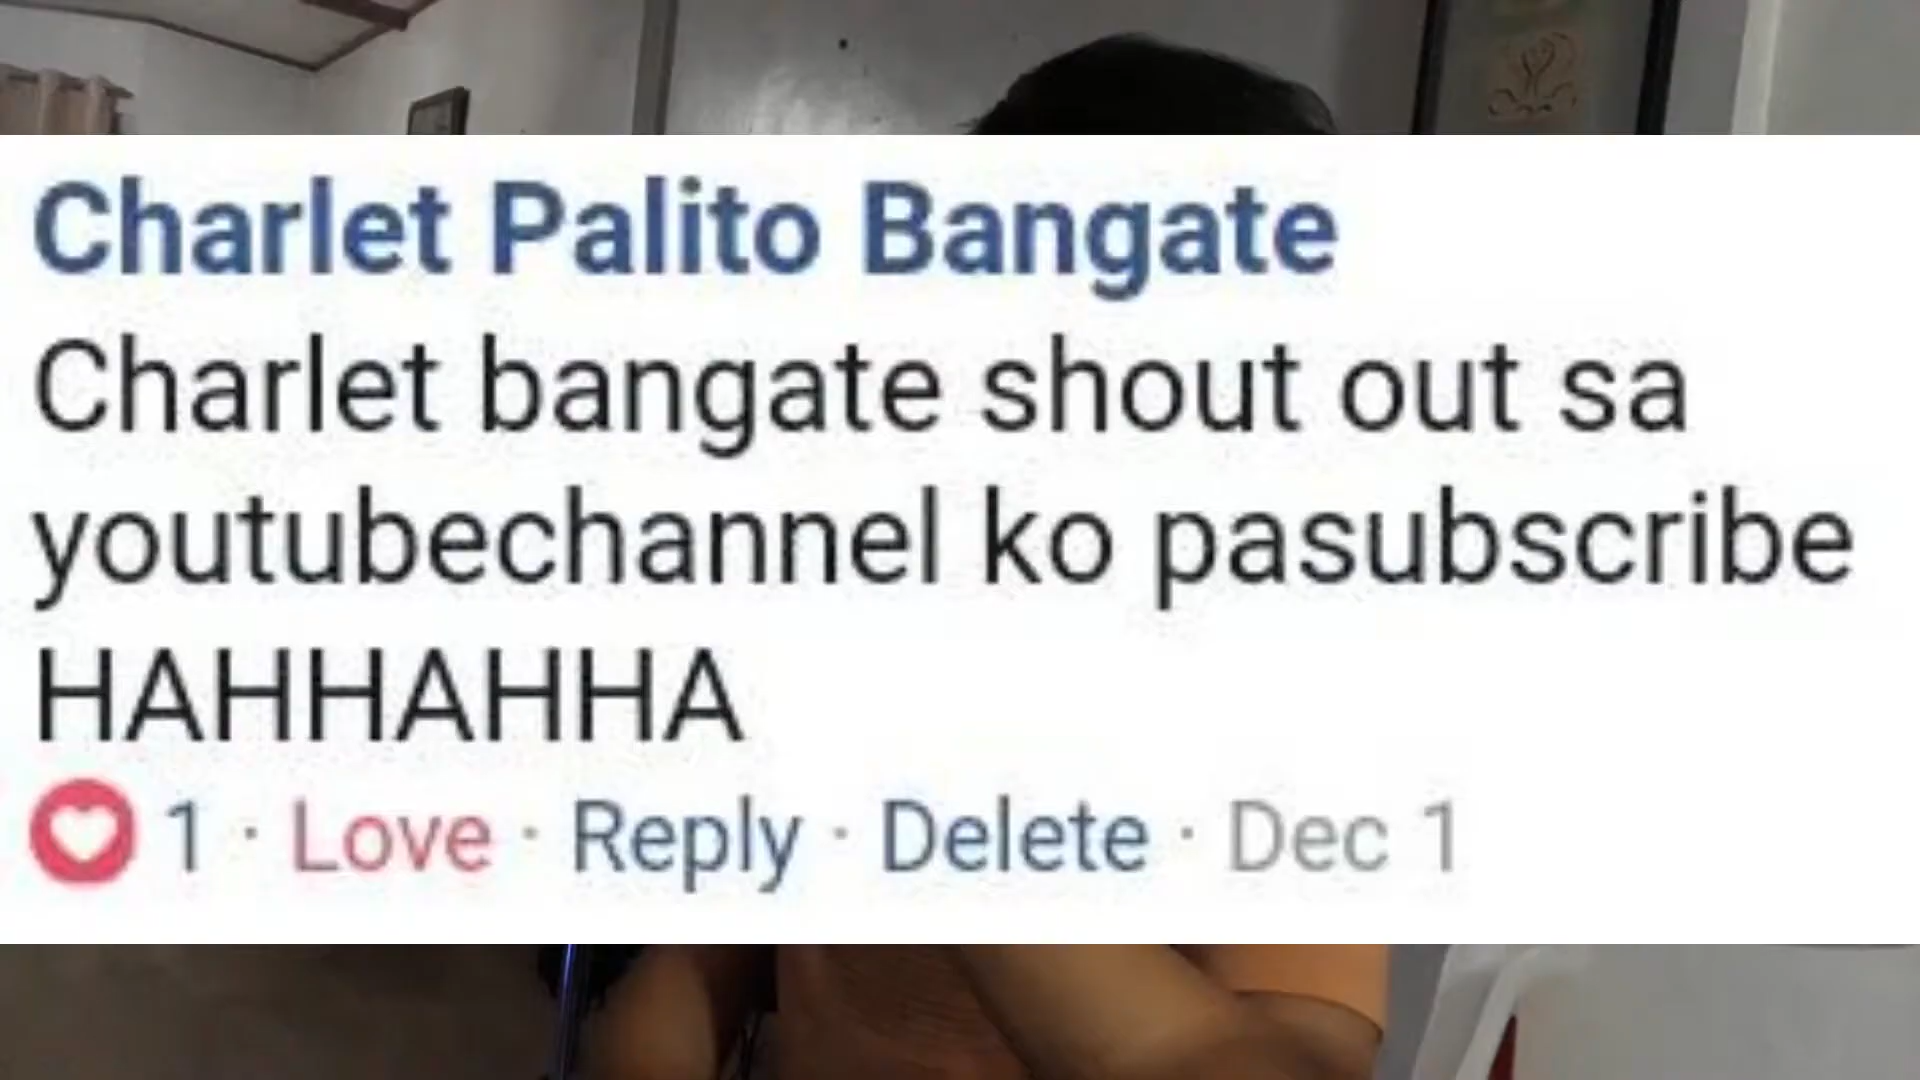 Charlet Palito Bangate
Charlet bangate shout out sa
youtubechannel ko pasubscribe
HAHHAHHA
1 · Love · Reply · Delete · Dec 1